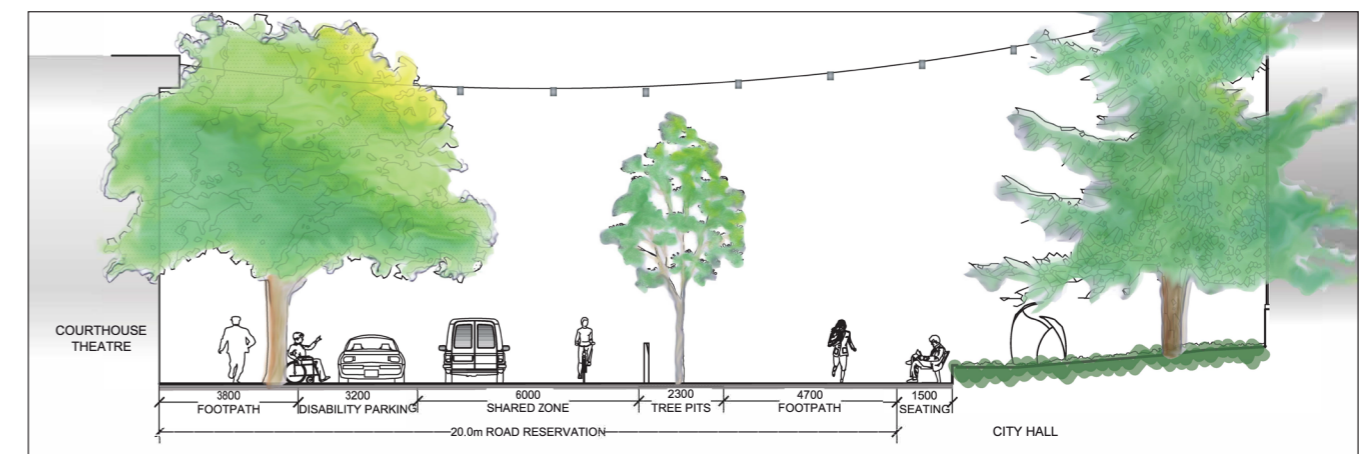 COURTHOUSE
THEATRE
3800
FOOTPATH
3200
DISABILITY PARKING
6000
SHARED ZONE
2300
TREE PITS
4700
FOOTPATH
1500
SEATING
20.0m ROAD RESERVATION
CITY HALL